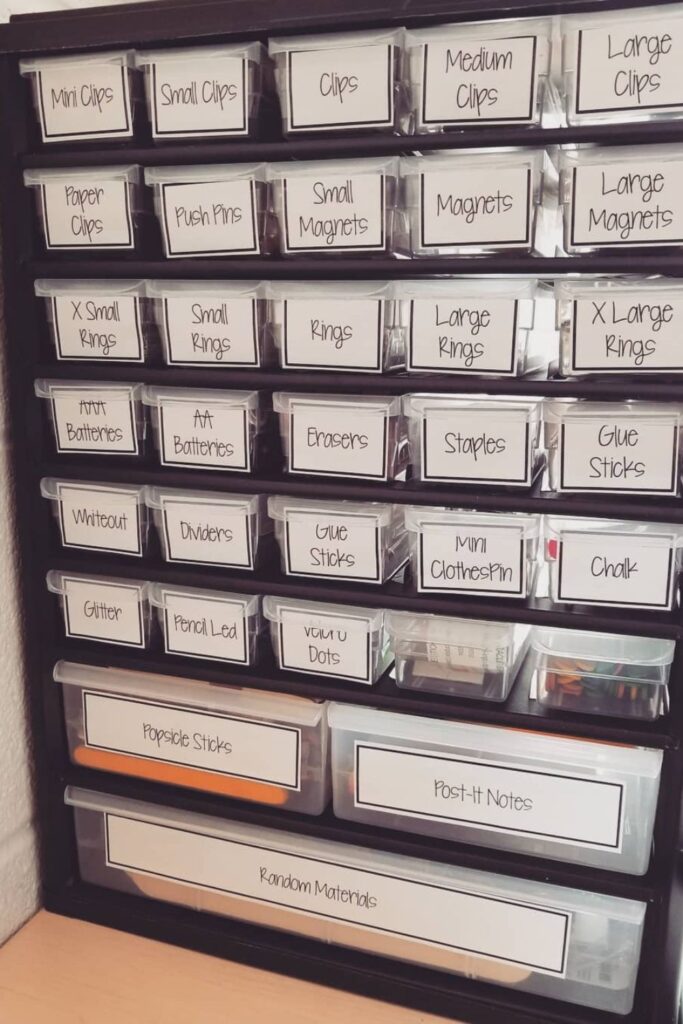 Mini Clips
Small Clips
Clips
Medium
Clips
Large
Clips
Paper
Clips
Push Pins
Small
Magnets
Magnets
Large
Magnets
X Small
Rings
Small
Rings
Rings
Large
Rings
X Large
Rings
AAA
Batteries
AA
Batteries
Erasers
Staples
Glue
Sticks
Whiteout
Dividers
Glue
Sticks
Mini
ClothesPin
Chalk
Glitter
Pencil Led
Velcro
Dots
Popsicle Sticks
Post-It Notes
Random Materials